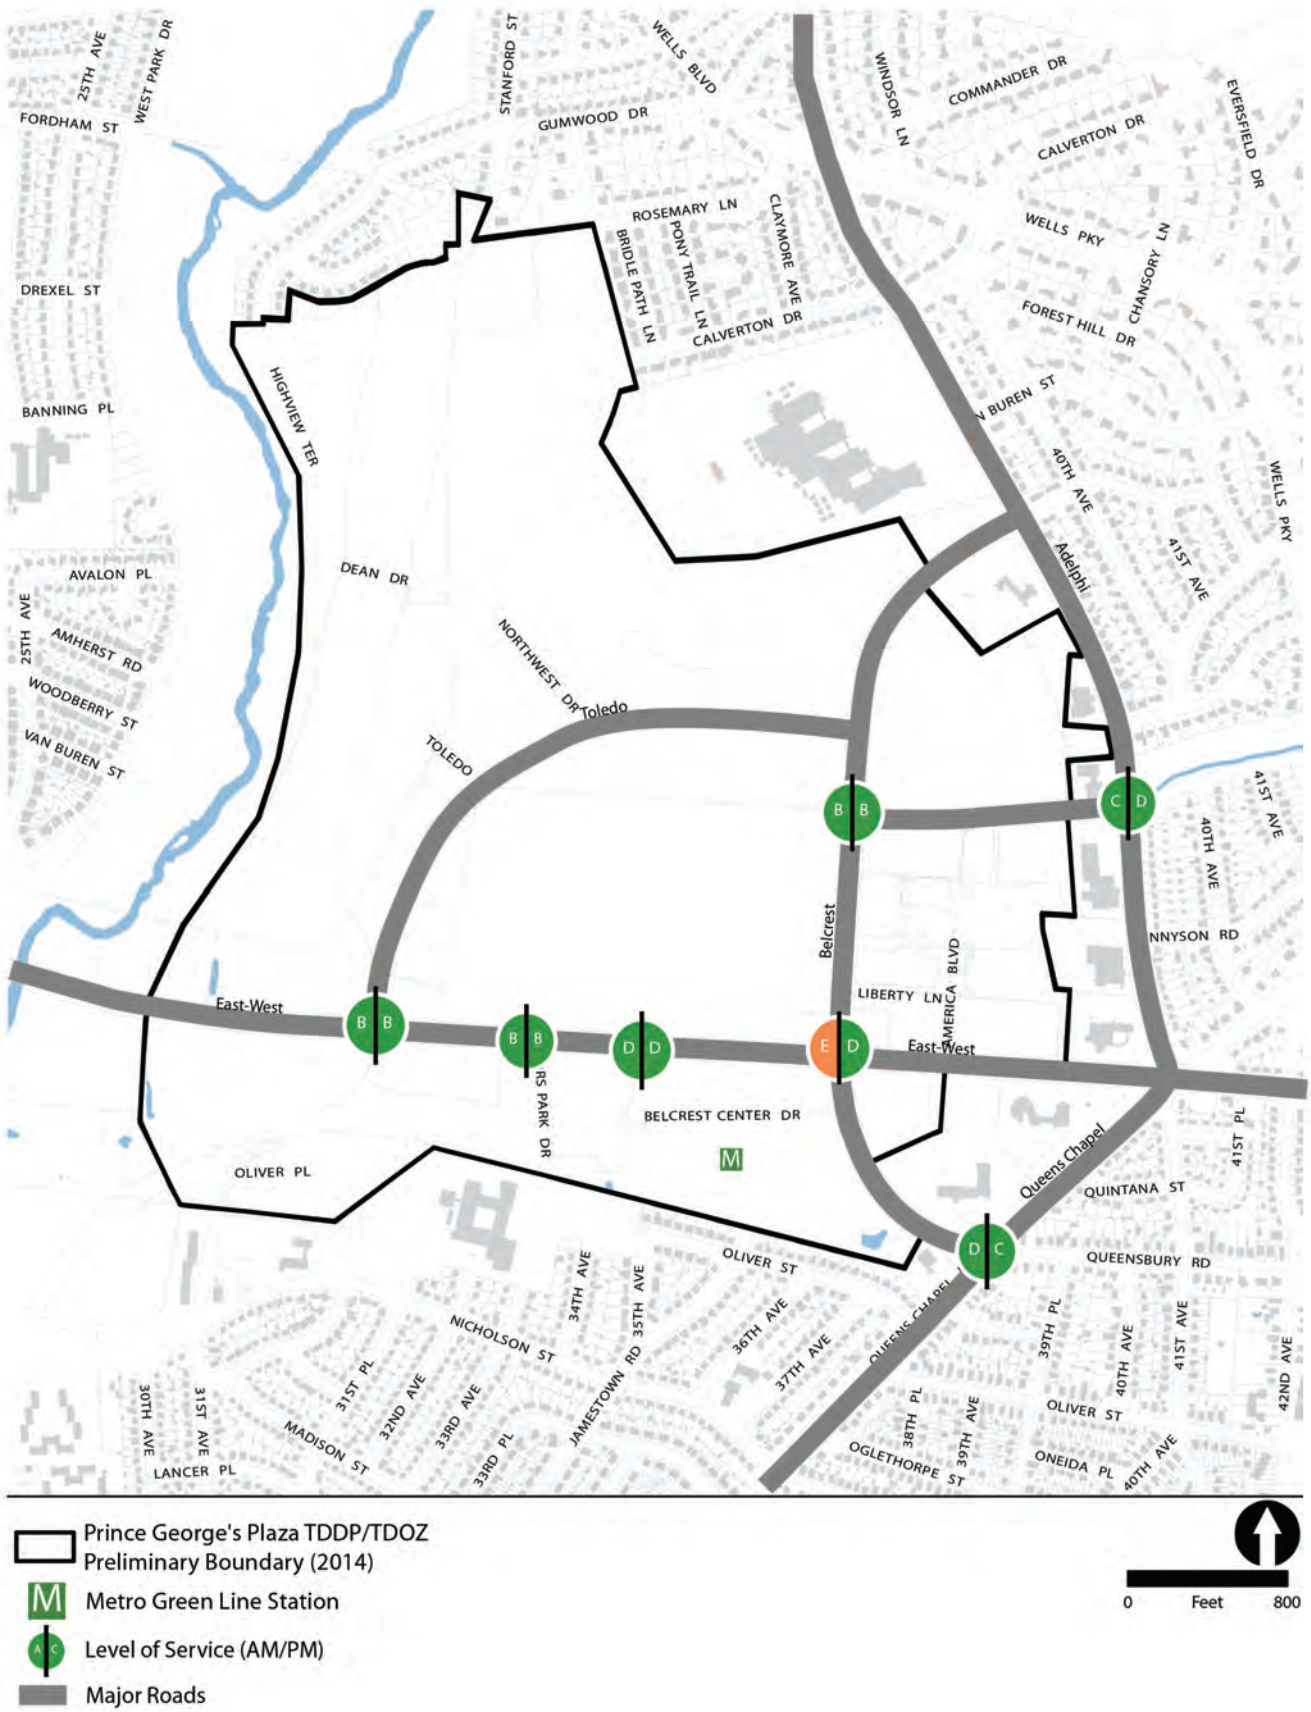 25TH AVE
WEST PARK DR
STANFORD ST
WELLS BLVD
WINDSOR LN
COMMANDER DR
EVERSFIELD DR
FORDHAM ST
GUMWOOD DR
CALVERTON DR
ROSEMARY LN
CLAYMORE AVE
PONY TRAIL LN
BRIDLE PATH LN
WELLS PKY
CHANSORY LN
DREXEL ST
CALVERTON DR
FOREST HILL DR
HIGHVIEW TER
BANNING PL
N BUREN ST
40TH AVE
WELLS PKY
DEAN DR
Adelphi
41ST AVE
AVALON PL
25TH AVE
AMHERST RD
WOODBERRY ST
VAN BUREN ST
NORTHWEST DR
Toledo
TOLEDO
B B
C D
41ST AVE
40TH AVE
Belcrest
NNYSON RD
AMERICA BLVD
LIBERTY LN
East-West
B B
B B
D D
E D
East-West
RS PARK DR
BELCREST CENTER DR
M
OLIVER PL
Queens Chapel
41ST PL
QUINTANA ST
D C
QUEENSBURY RD
OLIVER ST
34TH AVE
35TH AVE
QUEENS CHAPEL
NICHOLSON ST
36TH AVE
37TH AVE
39TH PL
40TH AVE
41ST AVE
42ND AVE
31ST PL
32ND AVE
33RD AVE
JAMESTOWN RD
30TH AVE
31ST AVE
MADISON ST
33RD PL
38TH PL
39TH AVE
OLIVER ST
LANCER PL
OGLETHORPE ST
ONEIDA PL
40TH AVE
Prince George's Plaza TDDP/TDOZ
Preliminary Boundary (2014)
M Metro Green Line Station
A C Level of Service (AM/PM)
Major Roads
0 Feet 800